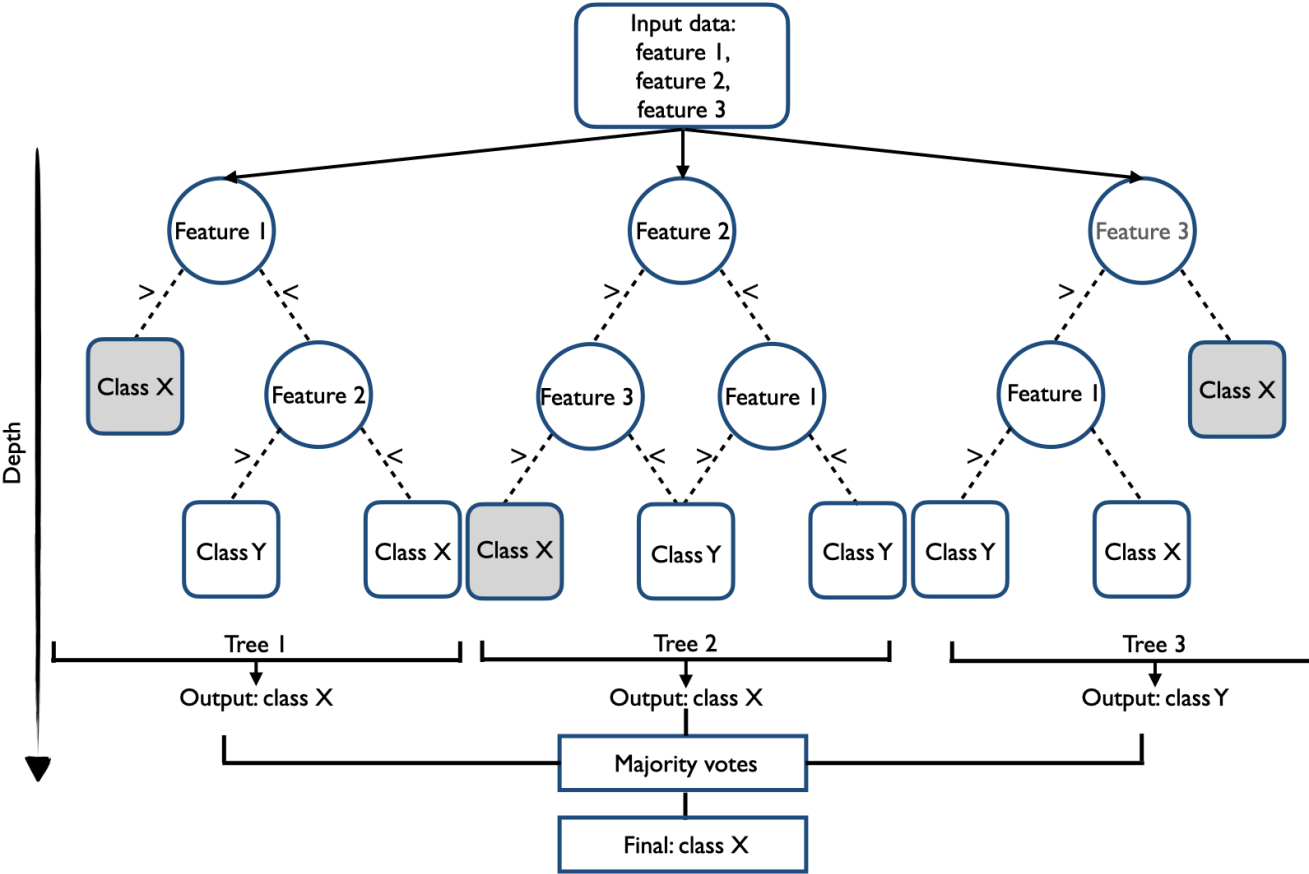 Input data:
feature 1,
feature 2,
feature 3
Depth
Feature 1
Feature 2
Feature 3
> < > < >
Class X
Feature 2
Feature 3
Feature 1
Feature 1
Class X
> < > < > < >
Class Y
Class X
Class X
Class Y
Class Y
Class Y
Class X
Tree 1
Tree 2
Tree 3
Output: class X
Output: class X
Output: class Y
Majority votes
Final: class X